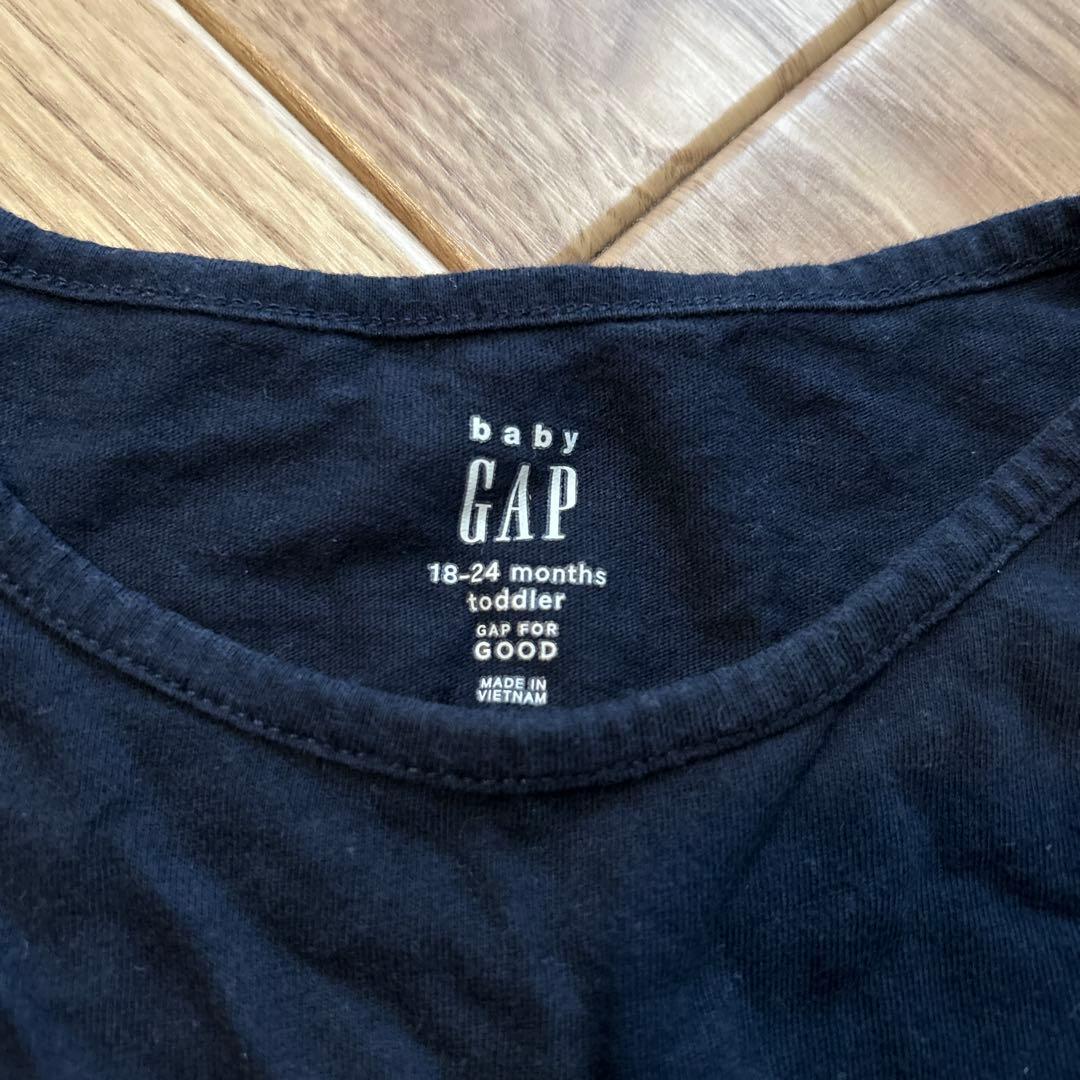 baby
GAP
18-24 months
toddler
GAP FOR
GOOD
MADE IN
VIETNAM